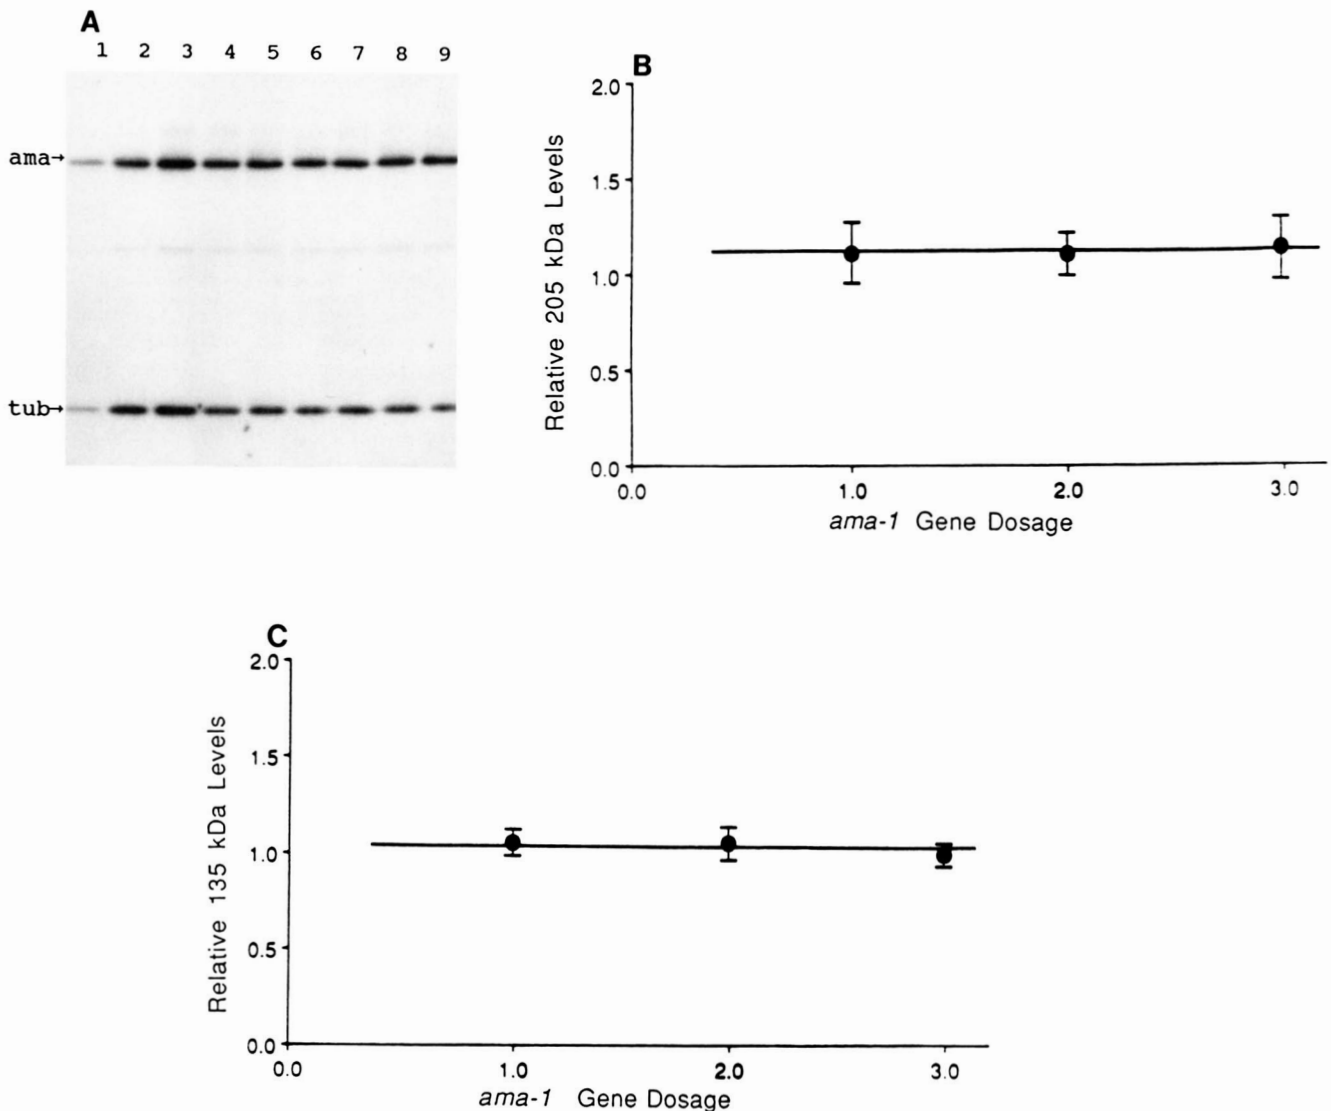 A
1 2 3 4 5 6 7 8 9
ama→
tub→
B
2.0
1.5
1.0
0.5
0.0
Relative 205 kDa Levels
0.0 1.0 2.0 3.0
ama-1 Gene Dosage
C
2.0
1.5
1.0
0.5
0.0
Relative 135 kDa Levels
0.0 1.0 2.0 3.0
ama-1 Gene Dosage